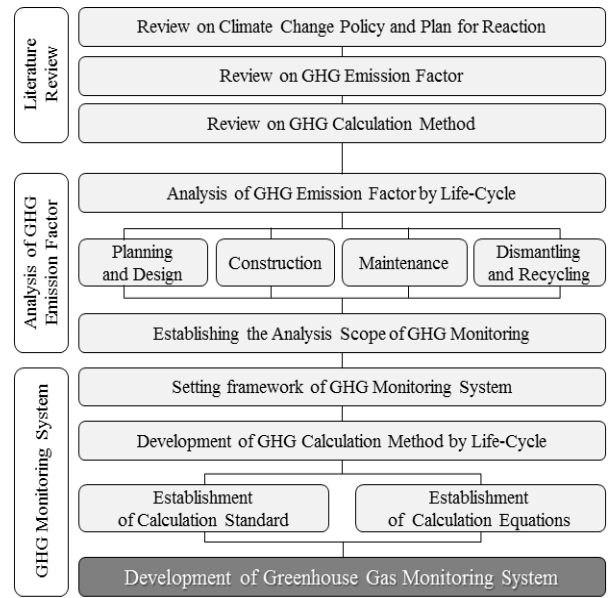 Literature
Review
Review on Climate Change Policy and Plan for Reaction
Review on GHG Emission Factor
Review on GHG Calculation Method
Analysis of GHG
Emission Factor
Analysis of GHG Emission Factor by Life-Cycle
Planning
and Design
Construction
Maintenance
Dismantling
and Recycling
Establishing the Analysis Scope of GHG Monitoring
GHG Monitoring System
Setting framework of GHG Monitoring System
Development of GHG Calculation Method by Life-Cycle
Establishment
of Calculation Standard
Establishment
of Calculation Equations
Development of Greenhouse Gas Monitoring System